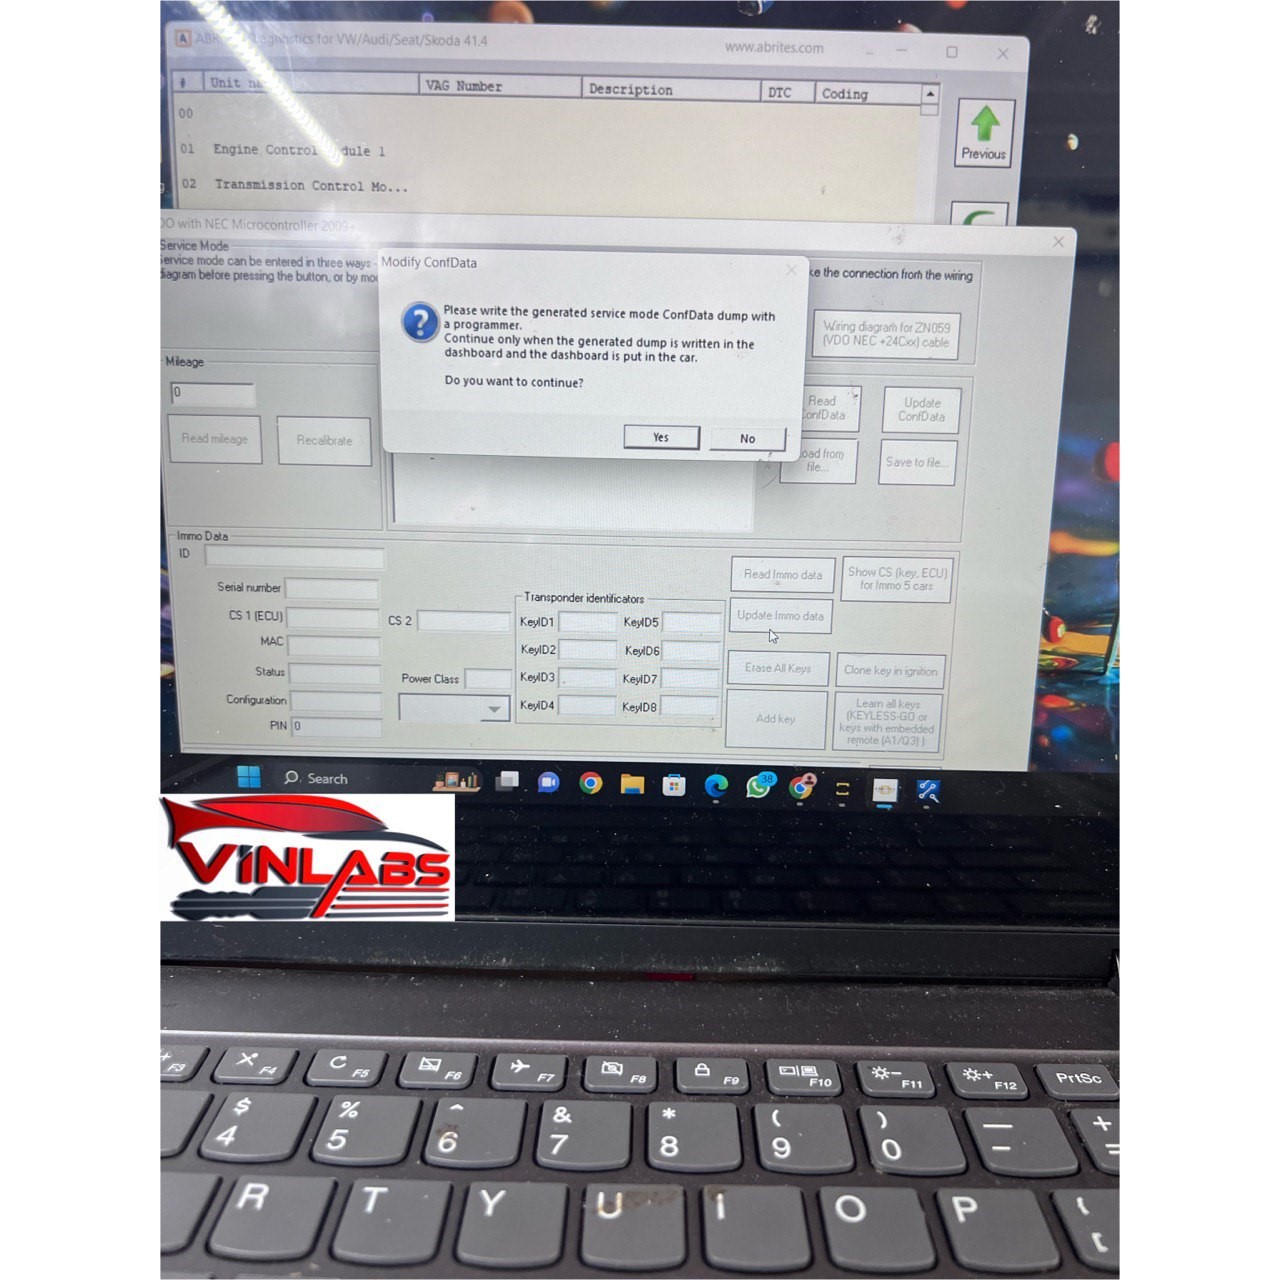 for VW/Audi/Seat/Skoda 41.4
www.abrites.com
# Unit VAG Number Description DTC Coding
00
01 Engine Control 1
02 Transmission Control Mo...
Previous
with NEC Microcontroller 2009+
Service Mode
service mode can be entered in three ways -
diagram before pressing the button, or by
the connection from the wiring
Modify ConfData
Please write the generated service mode ConfData dump with
a programmer.
Continue only when the generated dump is written in the
dashboard and the dashboard is put in the car.
Do you want to continue?
Yes
No
Wiring diagram for ZN059
(VDO NEC +24Cxx) cable
Mileage
0
Read mileage
Recalibrate
Read
ConfData
Update
ConfData
from
file...
Save to file...
Immo Data
ID
Serial number
CS 1 (ECU)
MAC
Status
Configuration
PIN 0
CS 2
Power Class
Transponder identificators
KeyID1 KeyID5
KeyID2 KeyID6
KeyID3 KeyID7
KeyID4 KeyID8
Read Immo data
Show CS (key, ECU)
for Immo 5 cars
Update Immo data
Erase All Keys
Clone key in ignition
Add key
Learn all keys
(KEYLESS-GO or
keys with embedded
remote (A1/Q3) )
Search
38
VINLABS
F3 F4 F5 F6 F7 F8 F9 F10 F11 F12 PrtSc
$ % ^ & * ( ) — +
4 5 6 7 8 9 0 - =
R T Y U I O P { [